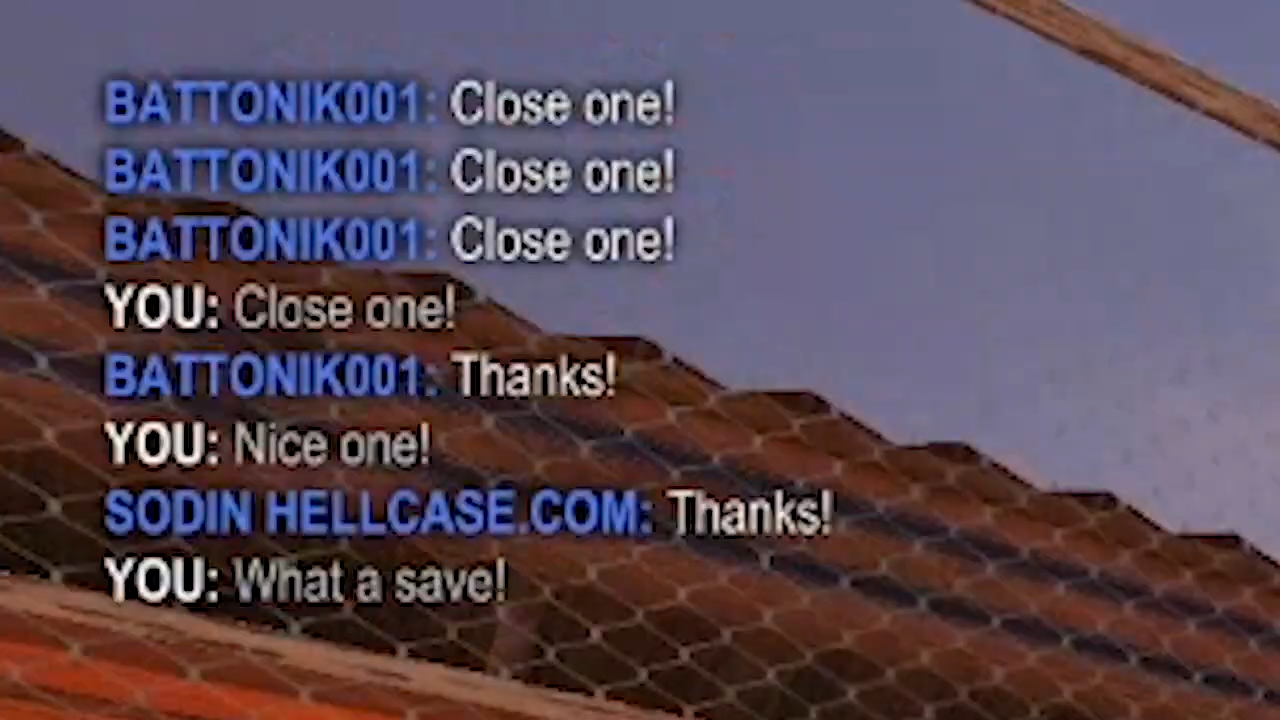 BATTONIK001: Close one!
BATTONIK001: Close one!
BATTONIK001: Close one!
YOU: Close one!
BATTONIK001: Thanks!
YOU: Nice one!
SODIN HELLCASE.COM: Thanks!
YOU: What a save!